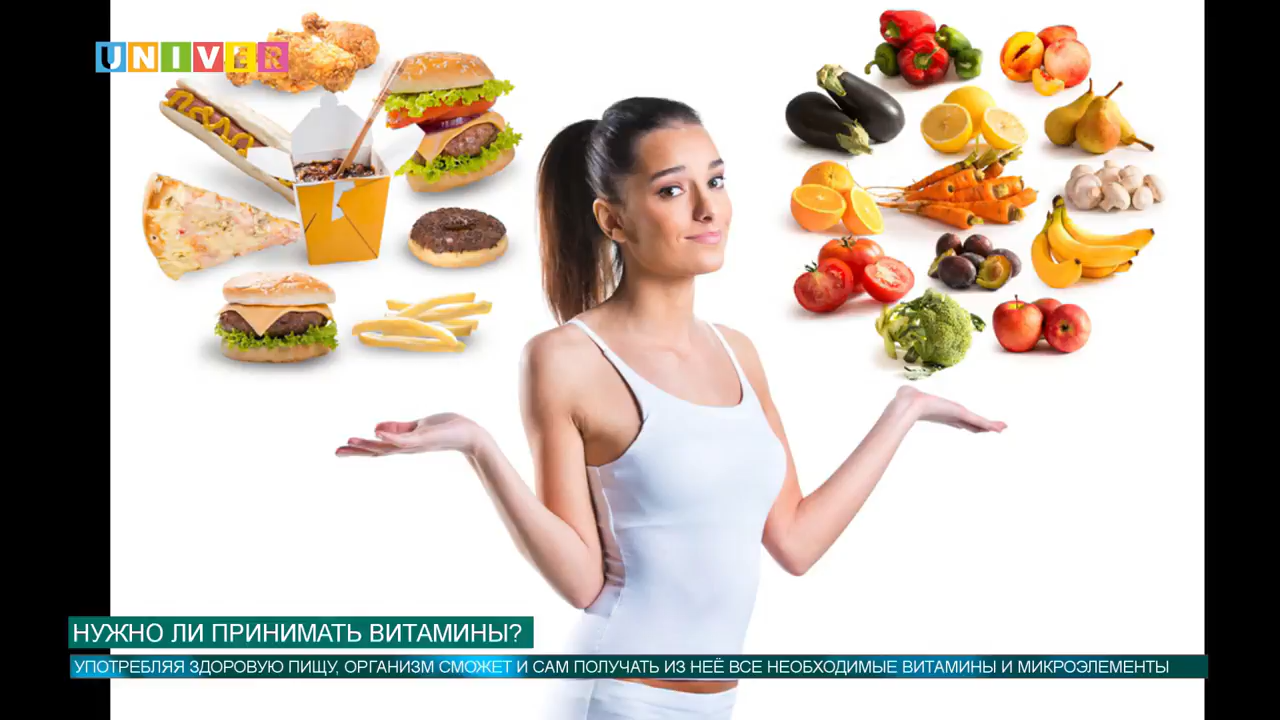 UNIVER
НУЖНО ЛИ ПРИНИМАТЬ ВИТАМИНЫ?
УПОТРЕБЛЯЯ ЗДОРОВУЮ ПИЩУ, ОРГАНИЗМ СМОЖЕТ И САМ ПОЛУЧАТЬ ИЗ НЕЁ ВСЕ НЕОБХОДИМЫЕ ВИТАМИНЫ И МИКРОЭЛЕМЕНТЫ